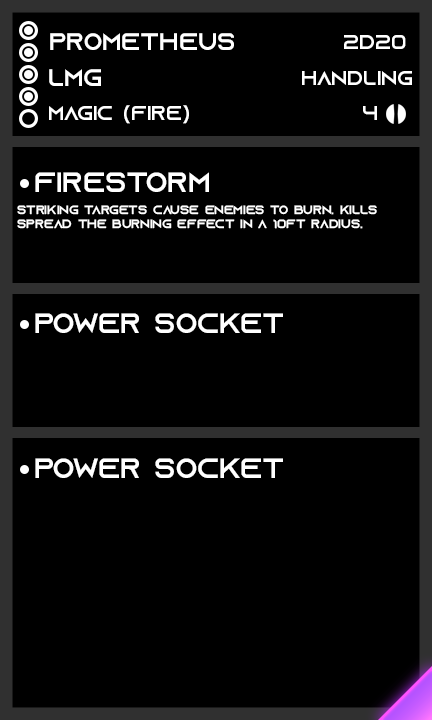 PROMETHEUS 2D20
LMG HANDLING
MAGIC (FIRE) 4
•FIRESTORM
STRIKING TARGETS CAUSE ENEMIES TO BURN. KILLS
SPREAD THE BURNING EFFECT IN A 10FT RADIUS.
•POWER SOCKET
•POWER SOCKET